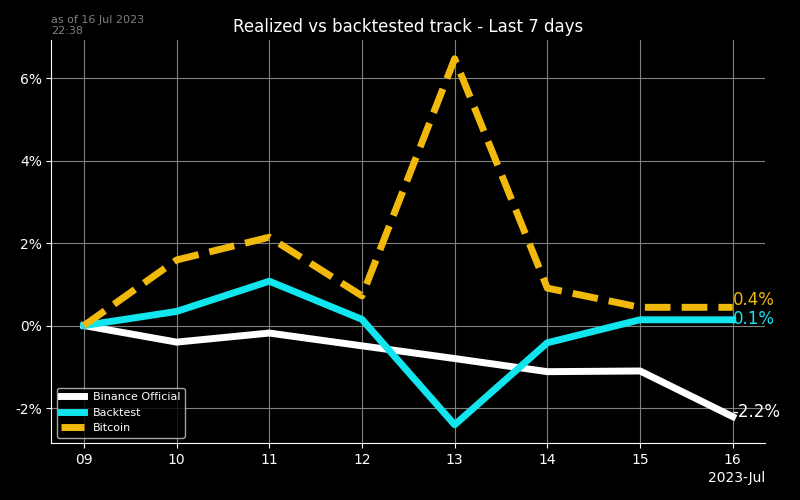 as of 16 Jul 2023
22:38
Realized vs backtested track - Last 7 days
6%
4%
2%
0%
-2%
0.4%
0.1%
-2.2%
Binance Official
Backtest
Bitcoin
09 10 11 12 13 14 15 16
2023-Jul